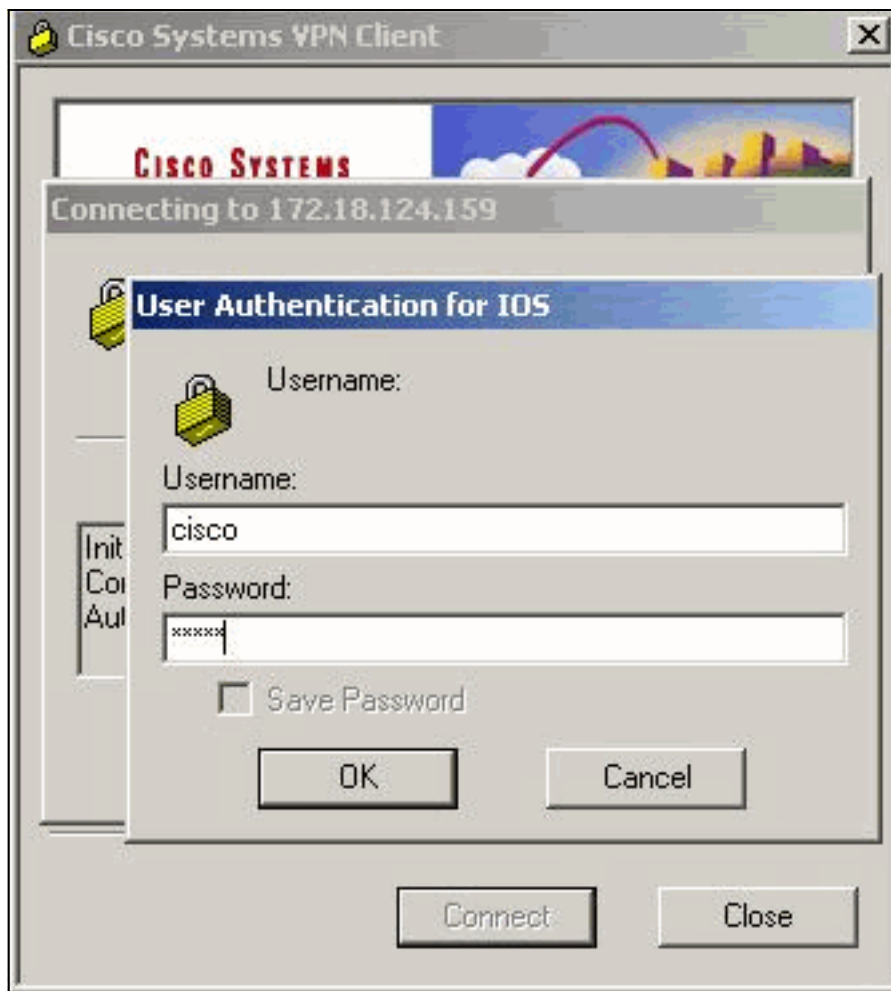 Cisco Systems VPN Client
CISCO SYSTEMS
Connecting to 172.18.124.159
User Authentication for IOS
Username:
Username:
cisco
Password:
*****
Save Password
OK
Cancel
Connect
Close